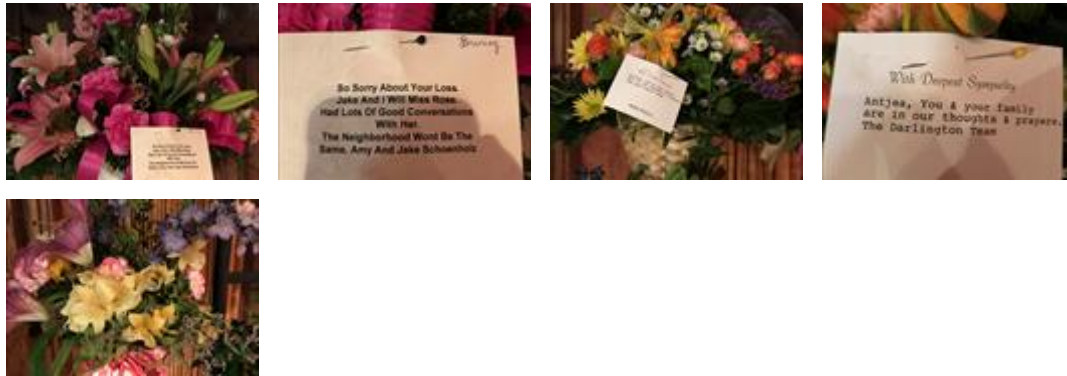 So Sorry About Your Loss.
Jake And I Will Miss Rose.
Had Lots Of Good Conversations
With Her.
The Neighborhood Wont Be The
Same. Amy And Jake Schoenholz
With Deepest Sympathy
Antjea, You & your family
are in our thoughts & prayers.
The Darlington Team